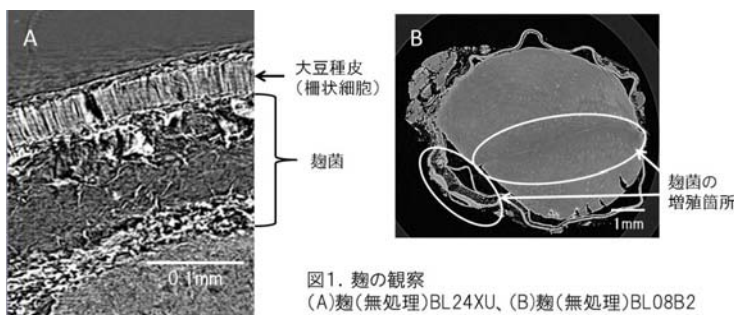 A
大豆種皮
(柵状細胞)
麹菌
0.1mm
B
麹菌の
増殖箇所
1mm
図1. 麹の観察
(A)麹(無処理)BL24XU、(B)麹(無処理)BL08B2